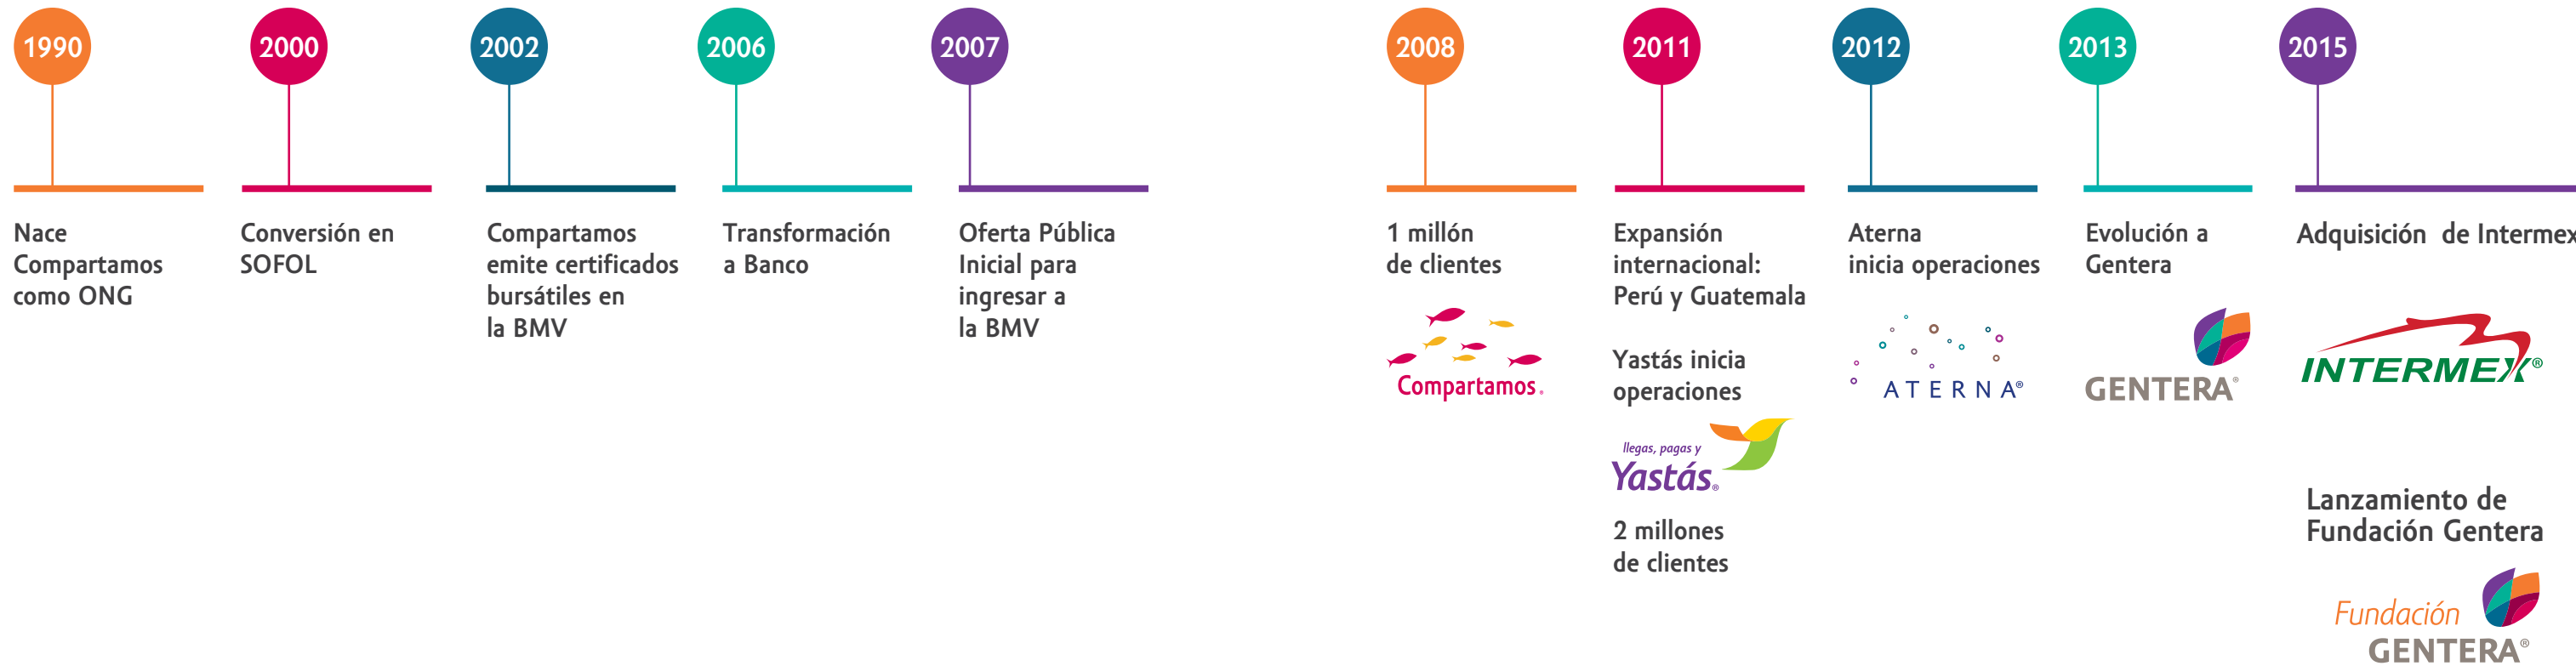 1990
Nace
Compartamos
como ONG
2000
Conversión en
SOFOL
2002
Compartamos
emite certificados
bursátiles en
la BMV
2006
Transformación
a Banco
2007
Oferta Pública
Inicial para
ingresar a
la BMV
2008
1 millón
de clientes
Compartamos®
2011
Expansión
internacional:
Perú y Guatemala
Yastás inicia
operaciones
llegas, pagas y
Yastás®
2 millones
de clientes
2012
Aterna
inicia operaciones
ATERNA®
2013
Evolución a
Gentera
GENTERA®
2015
Adquisición de Intermex
INTERMEX®
Lanzamiento de
Fundación Gentera
Fundación
GENTERA®